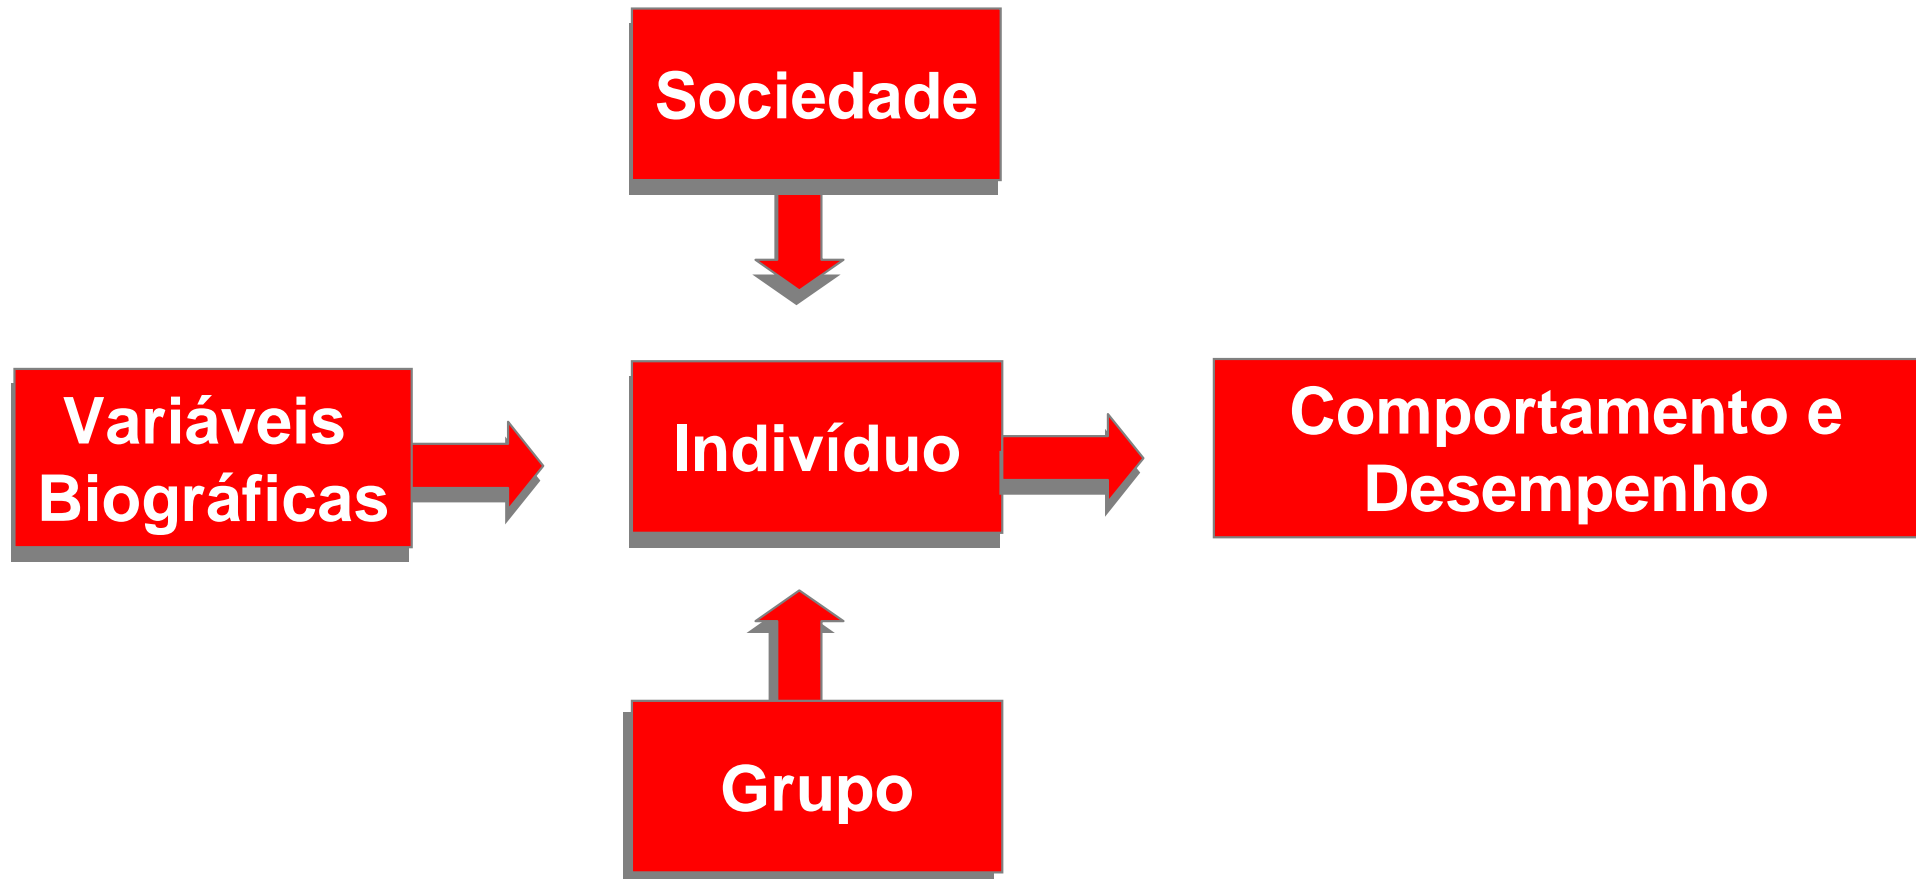 Sociedade
Variáveis
Biográficas
Indivíduo
Comportamento e
Desempenho
Grupo